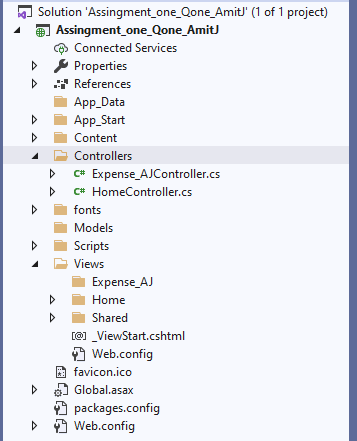 Solution 'Assingment_one_Qone_AmitJ' (1 of 1 project)
Assingment_one_Qone_AmitJ
Connected Services
Properties
References
App_Data
App_Start
Content
Controllers
C# Expense_AJController.cs
C# HomeController.cs
fonts
Models
Scripts
Views
Expense_AJ
Home
Shared
_ViewStart.cshtml
Web.config
favicon.ico
Global.asax
packages.config
Web.config